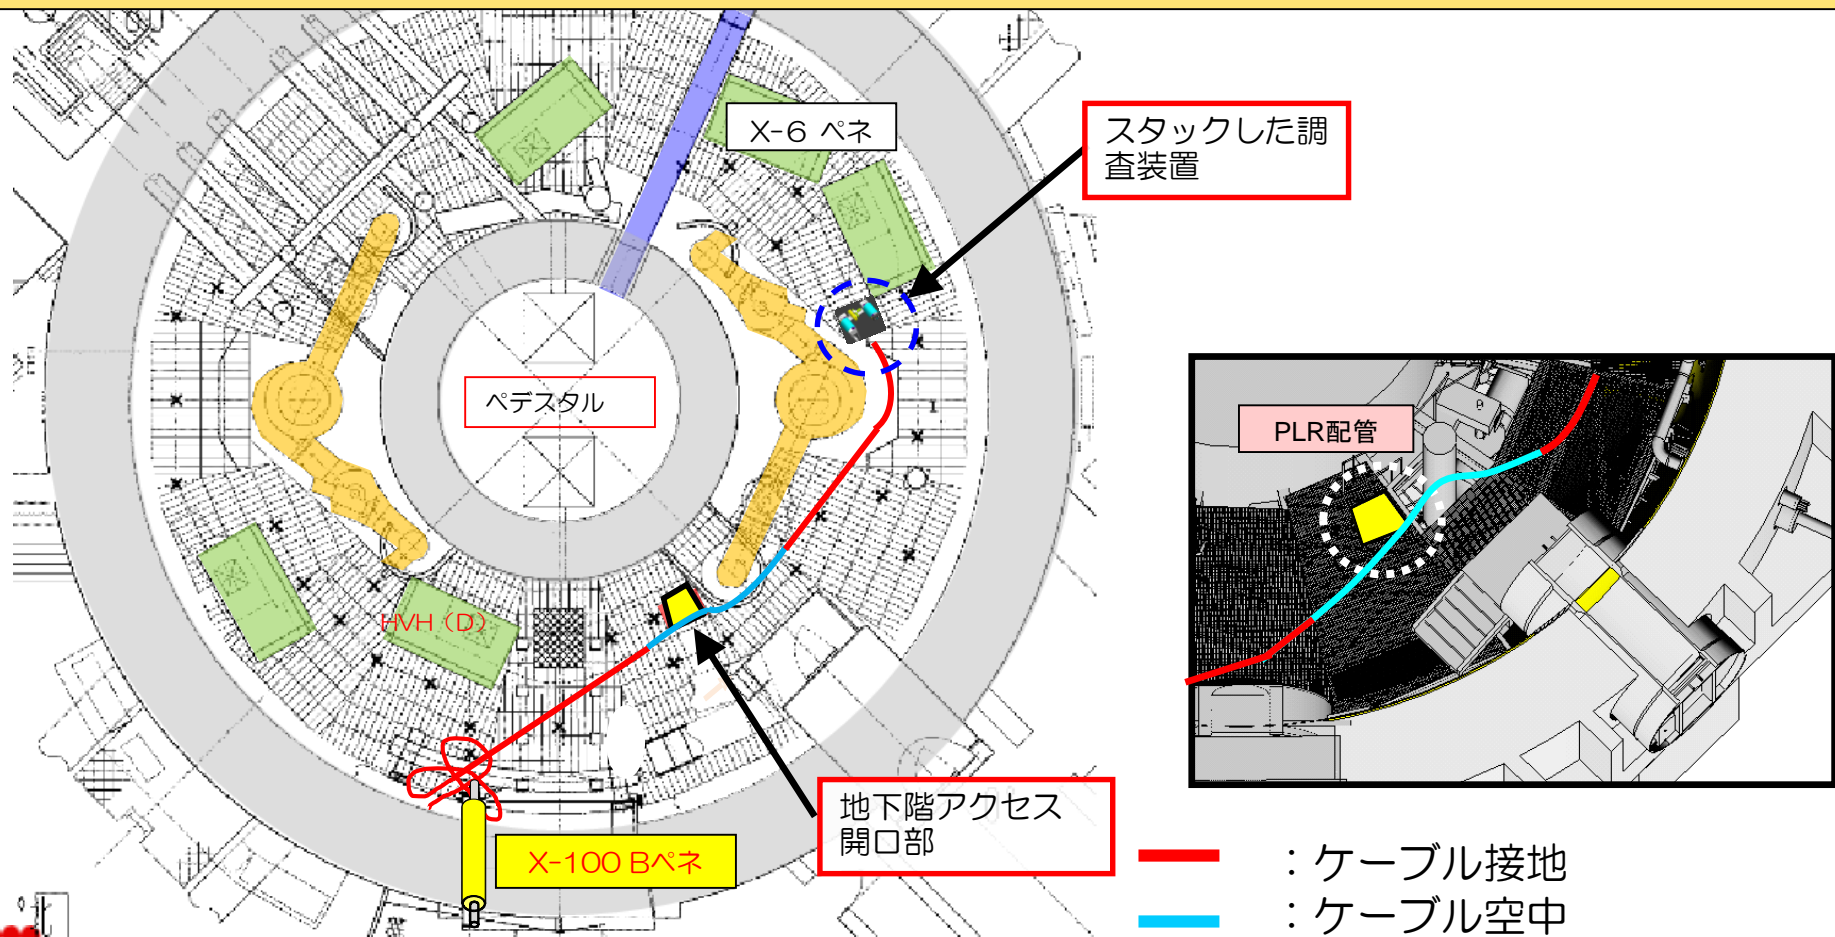 X-6 ペネ
スタックした調
査装置
ペデスタル
PLR配管
HVH（D）
地下階アクセス
開口部
X-100 Bペネ
：ケーブル接地
：ケーブル空中